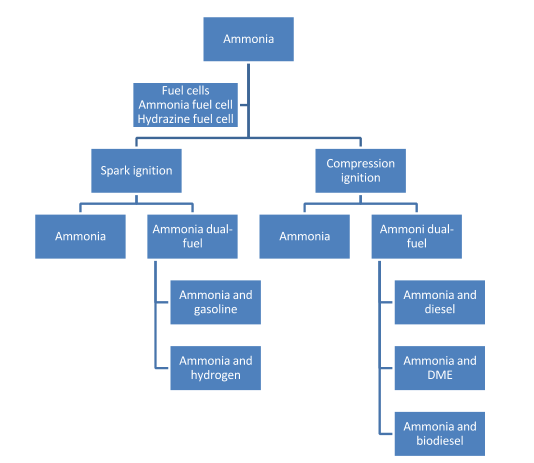 Ammonia
Fuel cells
Ammonia fuel cell
Hydrazine fuel cell
Spark ignition
Compression
ignition
Ammonia
Ammonia dual-
fuel
Ammonia
Ammoni dual-
fuel
Ammonia and
gasoline
Ammonia and
diesel
Ammonia and
hydrogen
Ammonia and
DME
Ammonia and
biodiesel